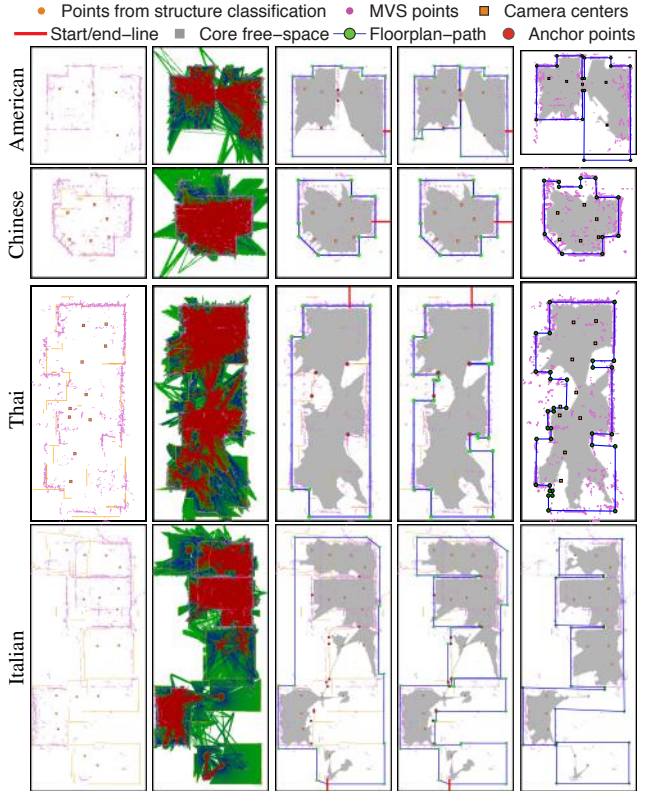 Points from structure classification MVS points Camera centers
Start/end-line Core free-space Floorplan-path Anchor points
American
Chinese
Thai
Italian